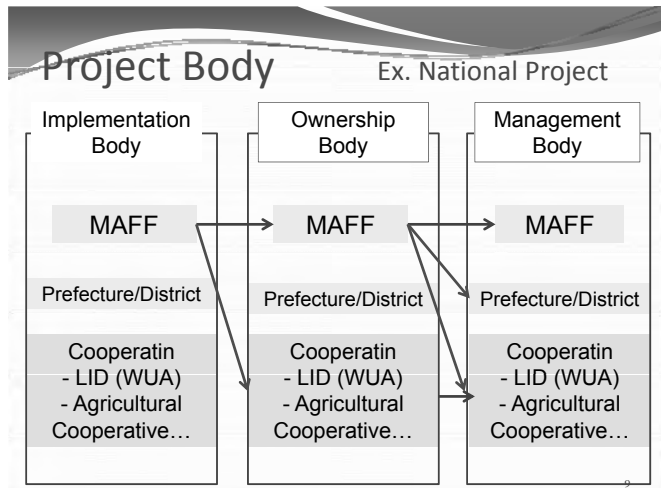 Project Body
Ex. National Project
Implementation
Body
MAFF
Prefecture/District
Cooperatin
- LID (WUA)
- Agricultural
Cooperative…
Ownership
Body
MAFF
Prefecture/District
Cooperatin
- LID (WUA)
- Agricultural
Cooperative…
Management
Body
MAFF
Prefecture/District
Cooperatin
- LID (WUA)
- Agricultural
Cooperative…
9